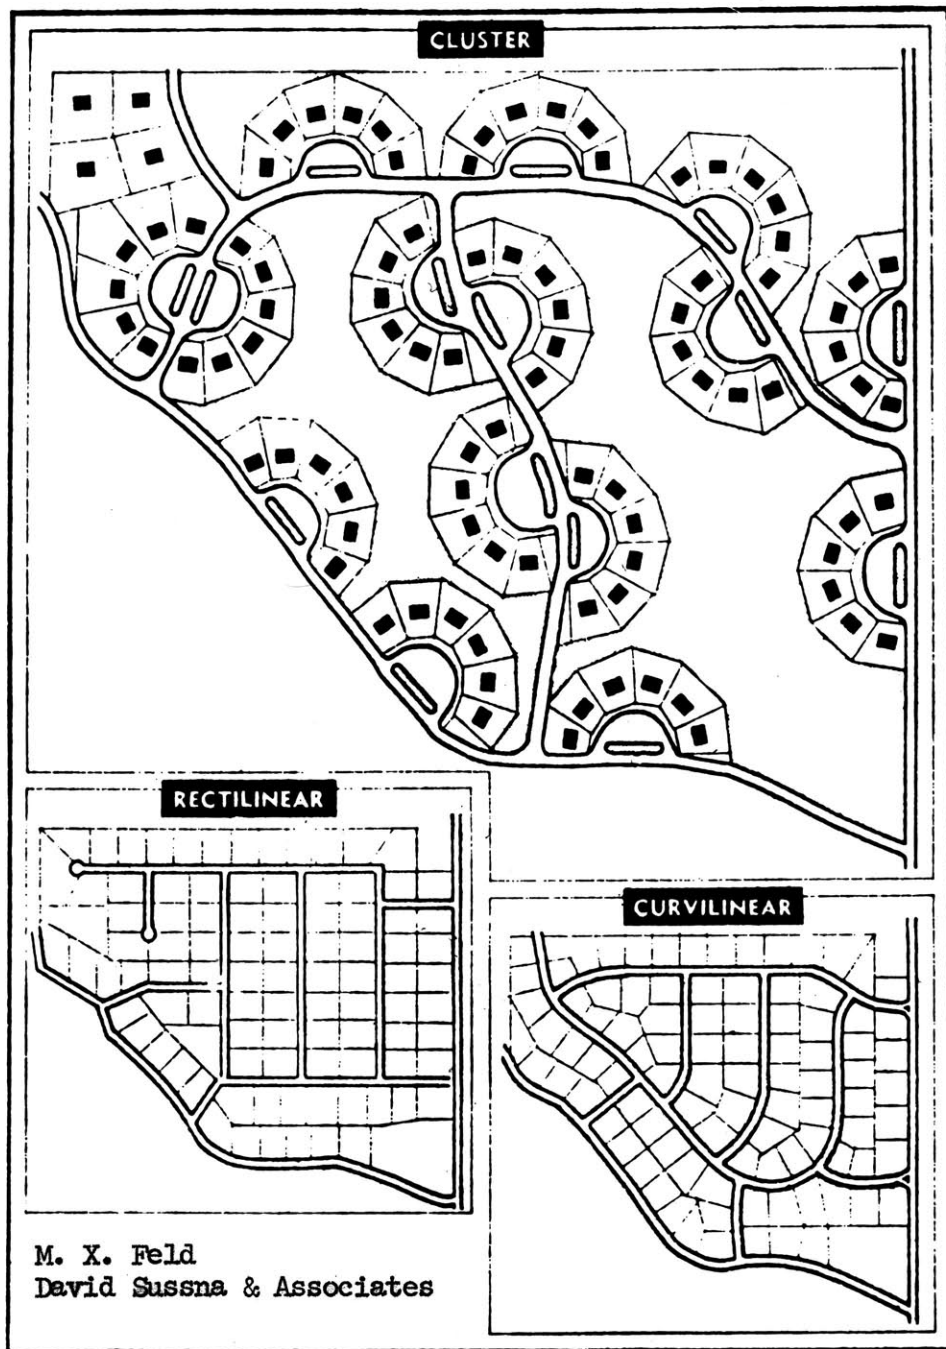 CLUSTER
RECTILINEAR
CURVILINEAR
M. X. Feld
David Sussna & Associates